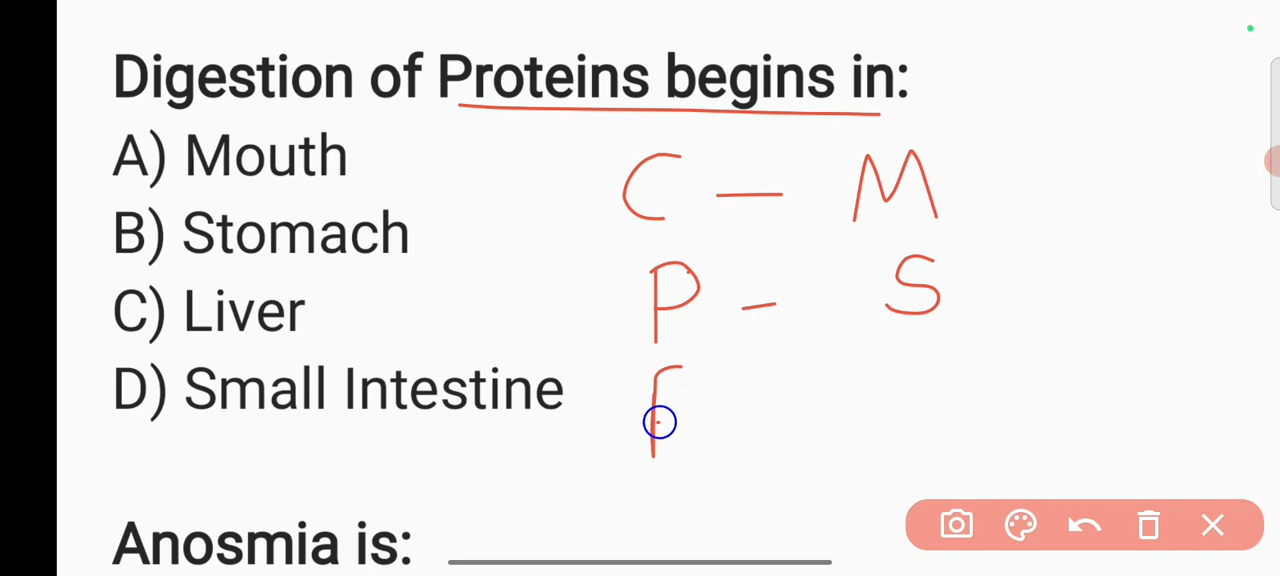 Digestion of Proteins begins in:
A) Mouth
B) Stomach
C) Liver
D) Small Intestine
C — M
P - S
F
Anosmia is: